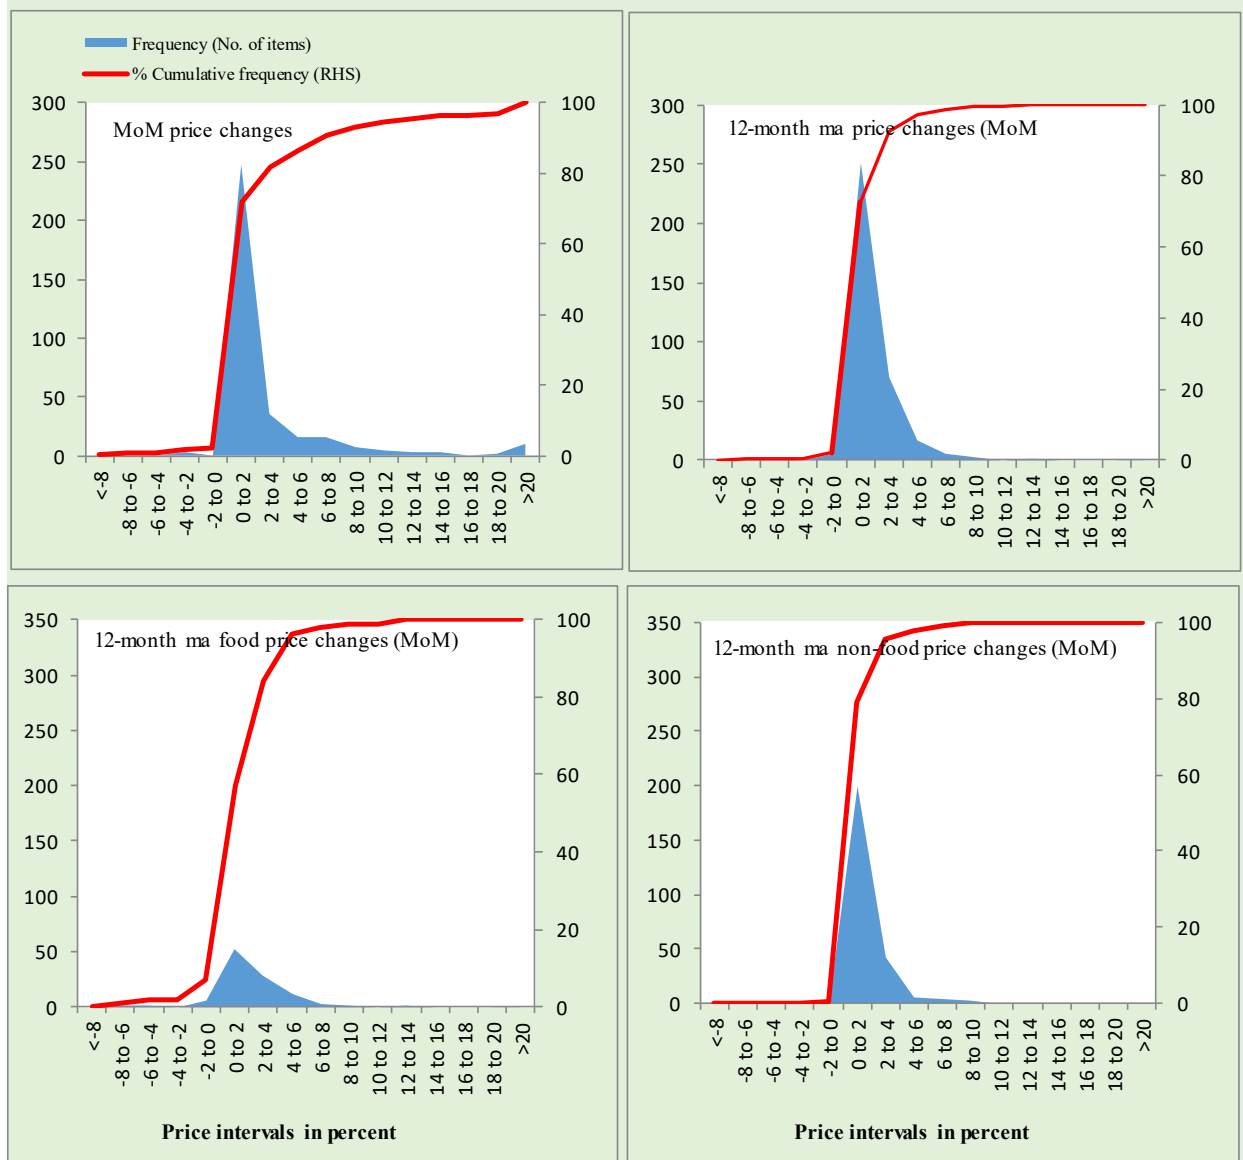 Frequency (No. of items)
% Cumulative frequency (RHS)
MoM price changes
300
250
200
150
100
50
0
100
80
60
40
20
0
<-8
-8 to -6
-6 to -4
-4 to -2
-2 to 0
0 to 2
2 to 4
4 to 6
6 to 8
8 to 10
10 to 12
12 to 14
14 to 16
16 to 18
18 to 20
>20
12-month ma price changes (MoM
300
250
200
150
100
50
0
100
80
60
40
20
0
<-8
-8 to -6
-6 to -4
-4 to -2
-2 to 0
0 to 2
2 to 4
4 to 6
6 to 8
8 to 10
10 to 12
12 to 14
14 to 16
16 to 18
18 to 20
>20
12-month ma food price changes (MoM)
350
300
250
200
150
100
50
0
100
80
60
40
20
0
<-8
-8 to -6
-6 to -4
-4 to -2
-2 to 0
0 to 2
2 to 4
4 to 6
6 to 8
8 to 10
10 to 12
12 to 14
14 to 16
16 to 18
18 to 20
>20
Price intervals in percent
12-month ma non-food price changes (MoM)
350
300
250
200
150
100
50
0
100
80
60
40
20
0
<-8
-8 to -6
-6 to -4
-4 to -2
-2 to 0
0 to 2
2 to 4
4 to 6
6 to 8
8 to 10
10 to 12
12 to 14
14 to 16
16 to 18
18 to 20
>20
Price intervals in percent